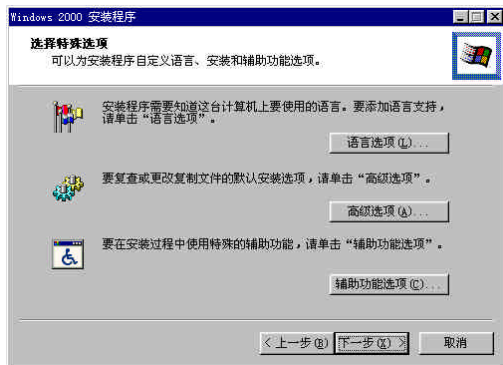 Windows 2000 安装程序
选择特殊选项
可以为安装程序自定义语言、安装和辅助功能选项。
安装程序需要知道这台计算机上要使用的语言。要添加语言支持，
请单击“语言选项”。
语言选项(L)...
要复查或更改复制文件的默认安装选项，请单击“高级选项”。
高级选项(A)...
要在安装过程中使用特殊的辅助功能，请单击“辅助功能选项”。
辅助功能选项(C)...
< 上一步(B) 下一步(X) > 取消